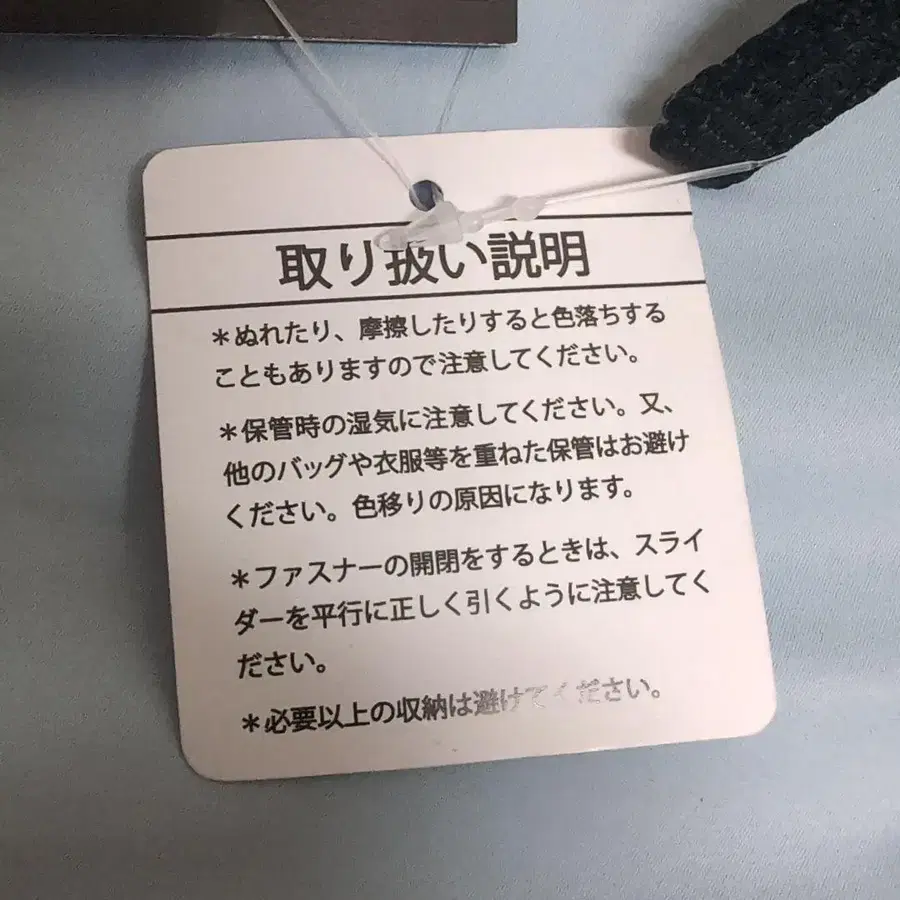 取り扱い説明
＊ぬれたり、摩擦したりすると色落ちする
こともありますので注意してください。
＊保管時の湿気に注意してください。又、
他のバッグや衣服等を重ねた保管はお避け
ください。色移りの原因になります。
＊ファスナーの開閉をするときは、スライ
ダーを平行に正しく引くように注意してく
ださい。
＊必要以上の収納は避けてください。